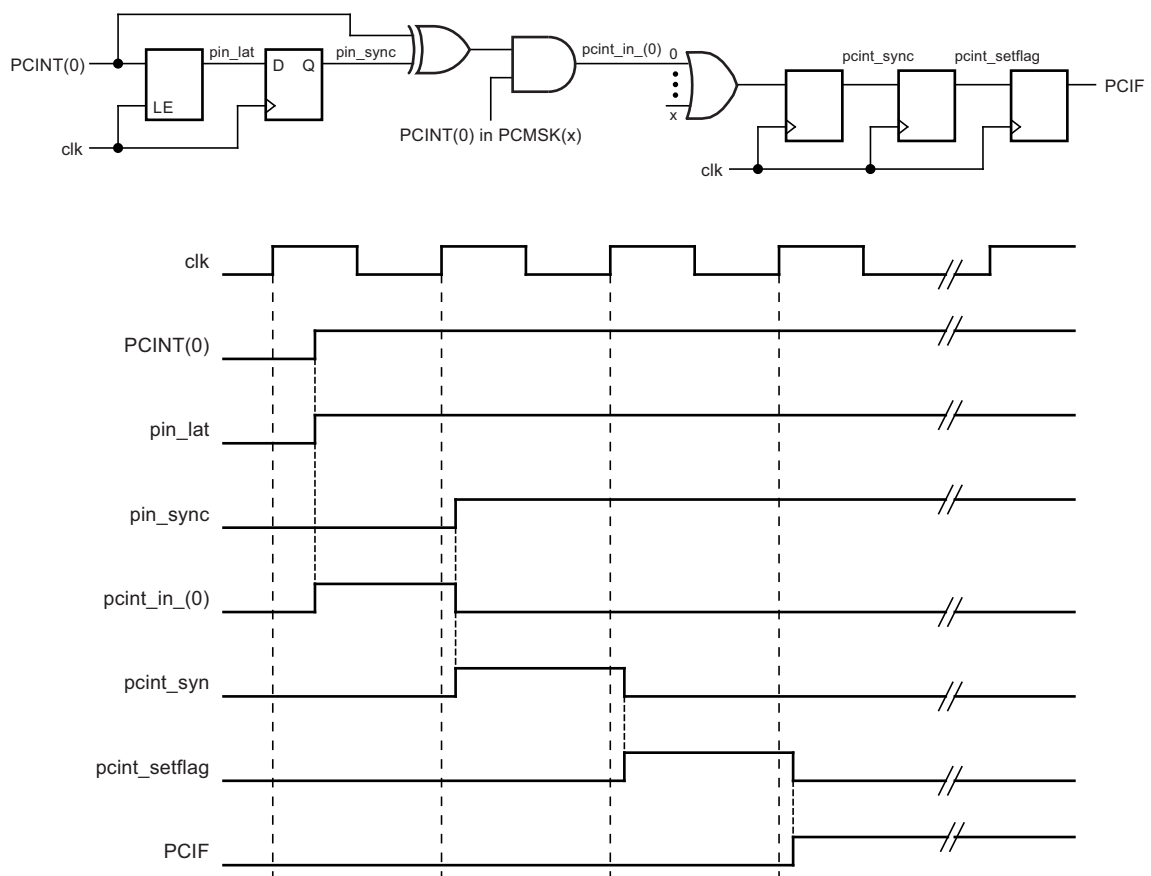 PCINT(0)
pin_lat
pin_sync
pcint_in_(0)
0
pcint_sync
pcint_setflag
PCIF
D Q
LE
x
PCINT(0) in PCMSK(x)
clk
clk
clk
PCINT(0)
pin_lat
pin_sync
pcint_in_(0)
pcint_syn
pcint_setflag
PCIF